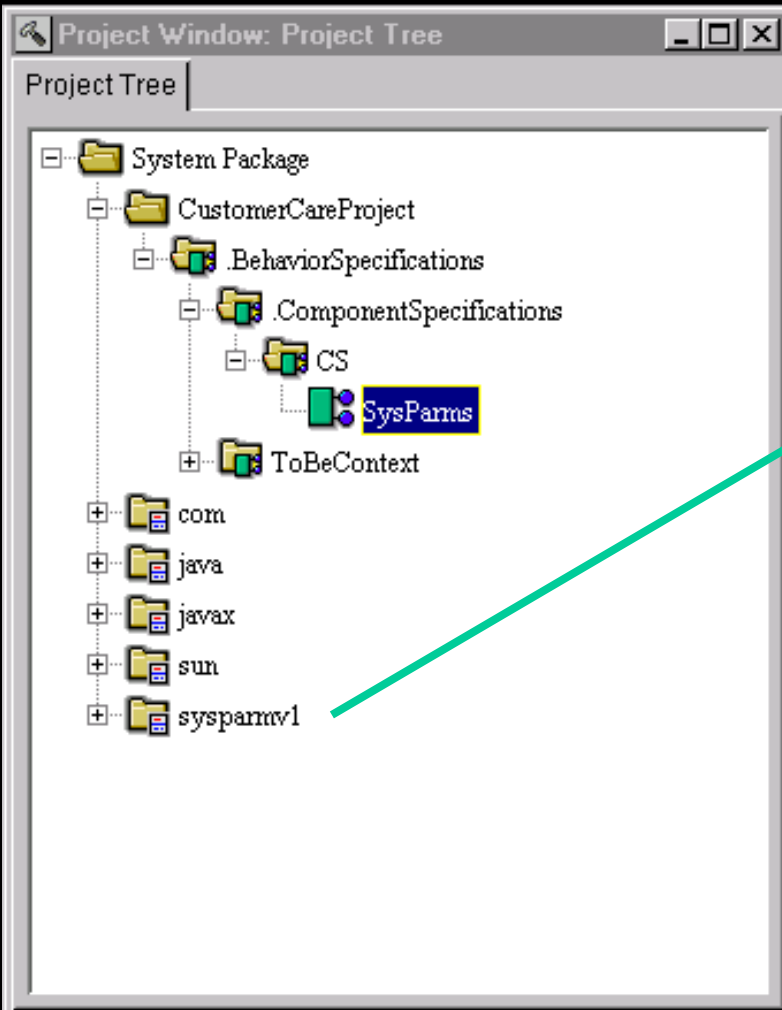 Project Window: Project Tree
Project Tree
System Package
CustomerCareProject
.BehaviorSpecifications
.ComponentSpecifications
CS
SysParms
ToBeContext
com
java
javax
sun
sysparmv1